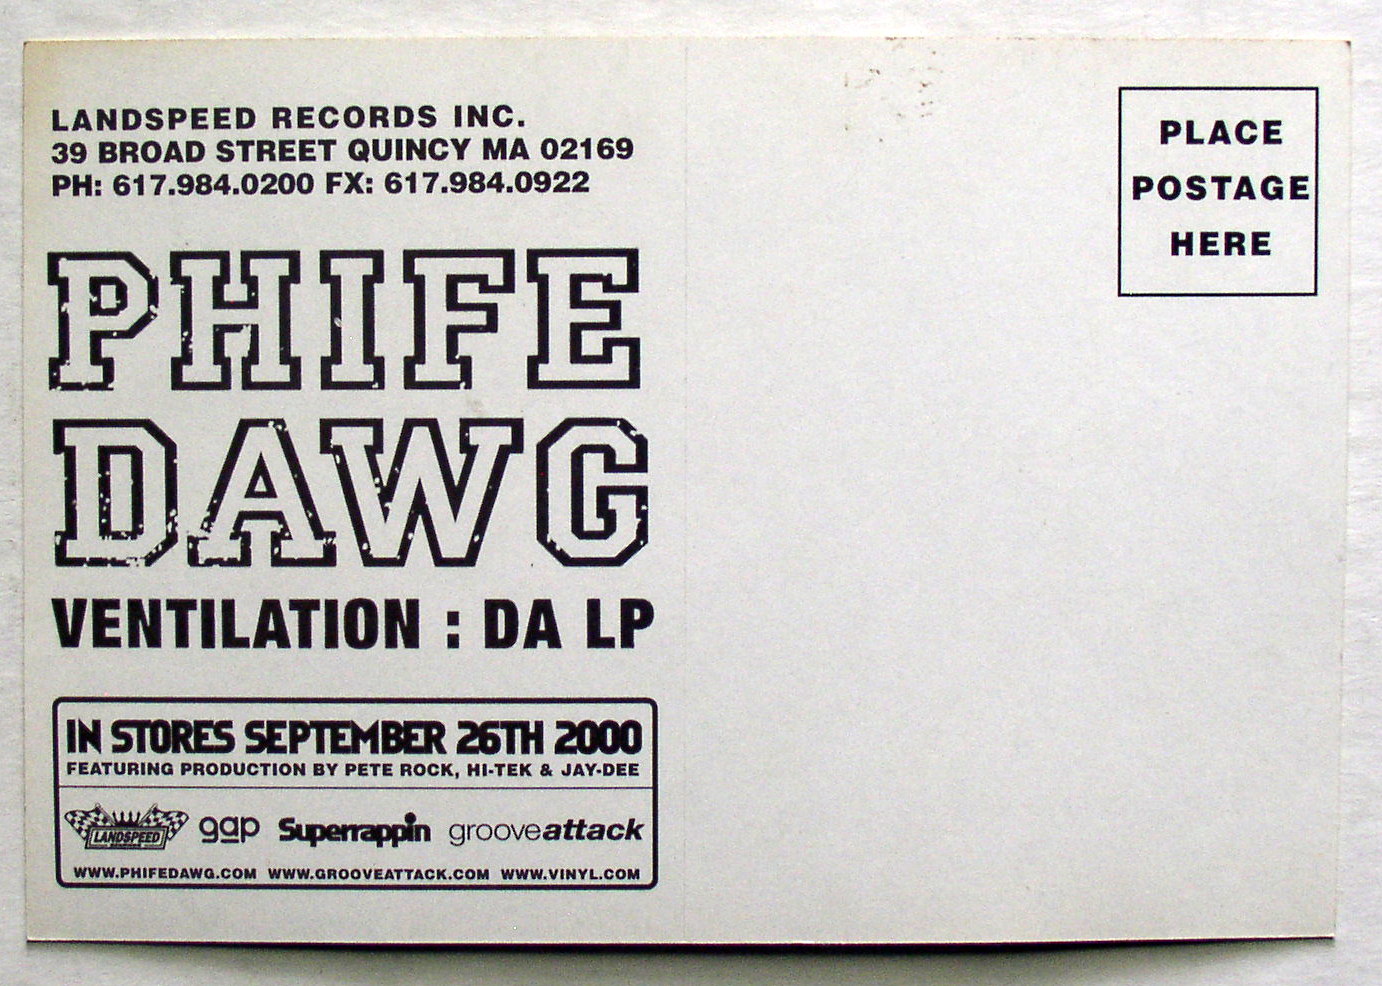 LANDSPEED RECORDS INC.
39 BROAD STREET QUINCY MA 02169
PH: 617.984.0200 FX: 617.984.0922
PHIFE
DAWG
VENTILATION : DA LP
IN STORES SEPTEMBER 26TH 2000
FEATURING PRODUCTION BY PETE ROCK, HI-TEK & JAY-DEE
LANDSPEED gap Superrappin grooveattack
WWW.PHIFEDAWG.COM WWW.GROOVEATTACK.COM WWW.VINYL.COM
PLACE
POSTAGE
HERE